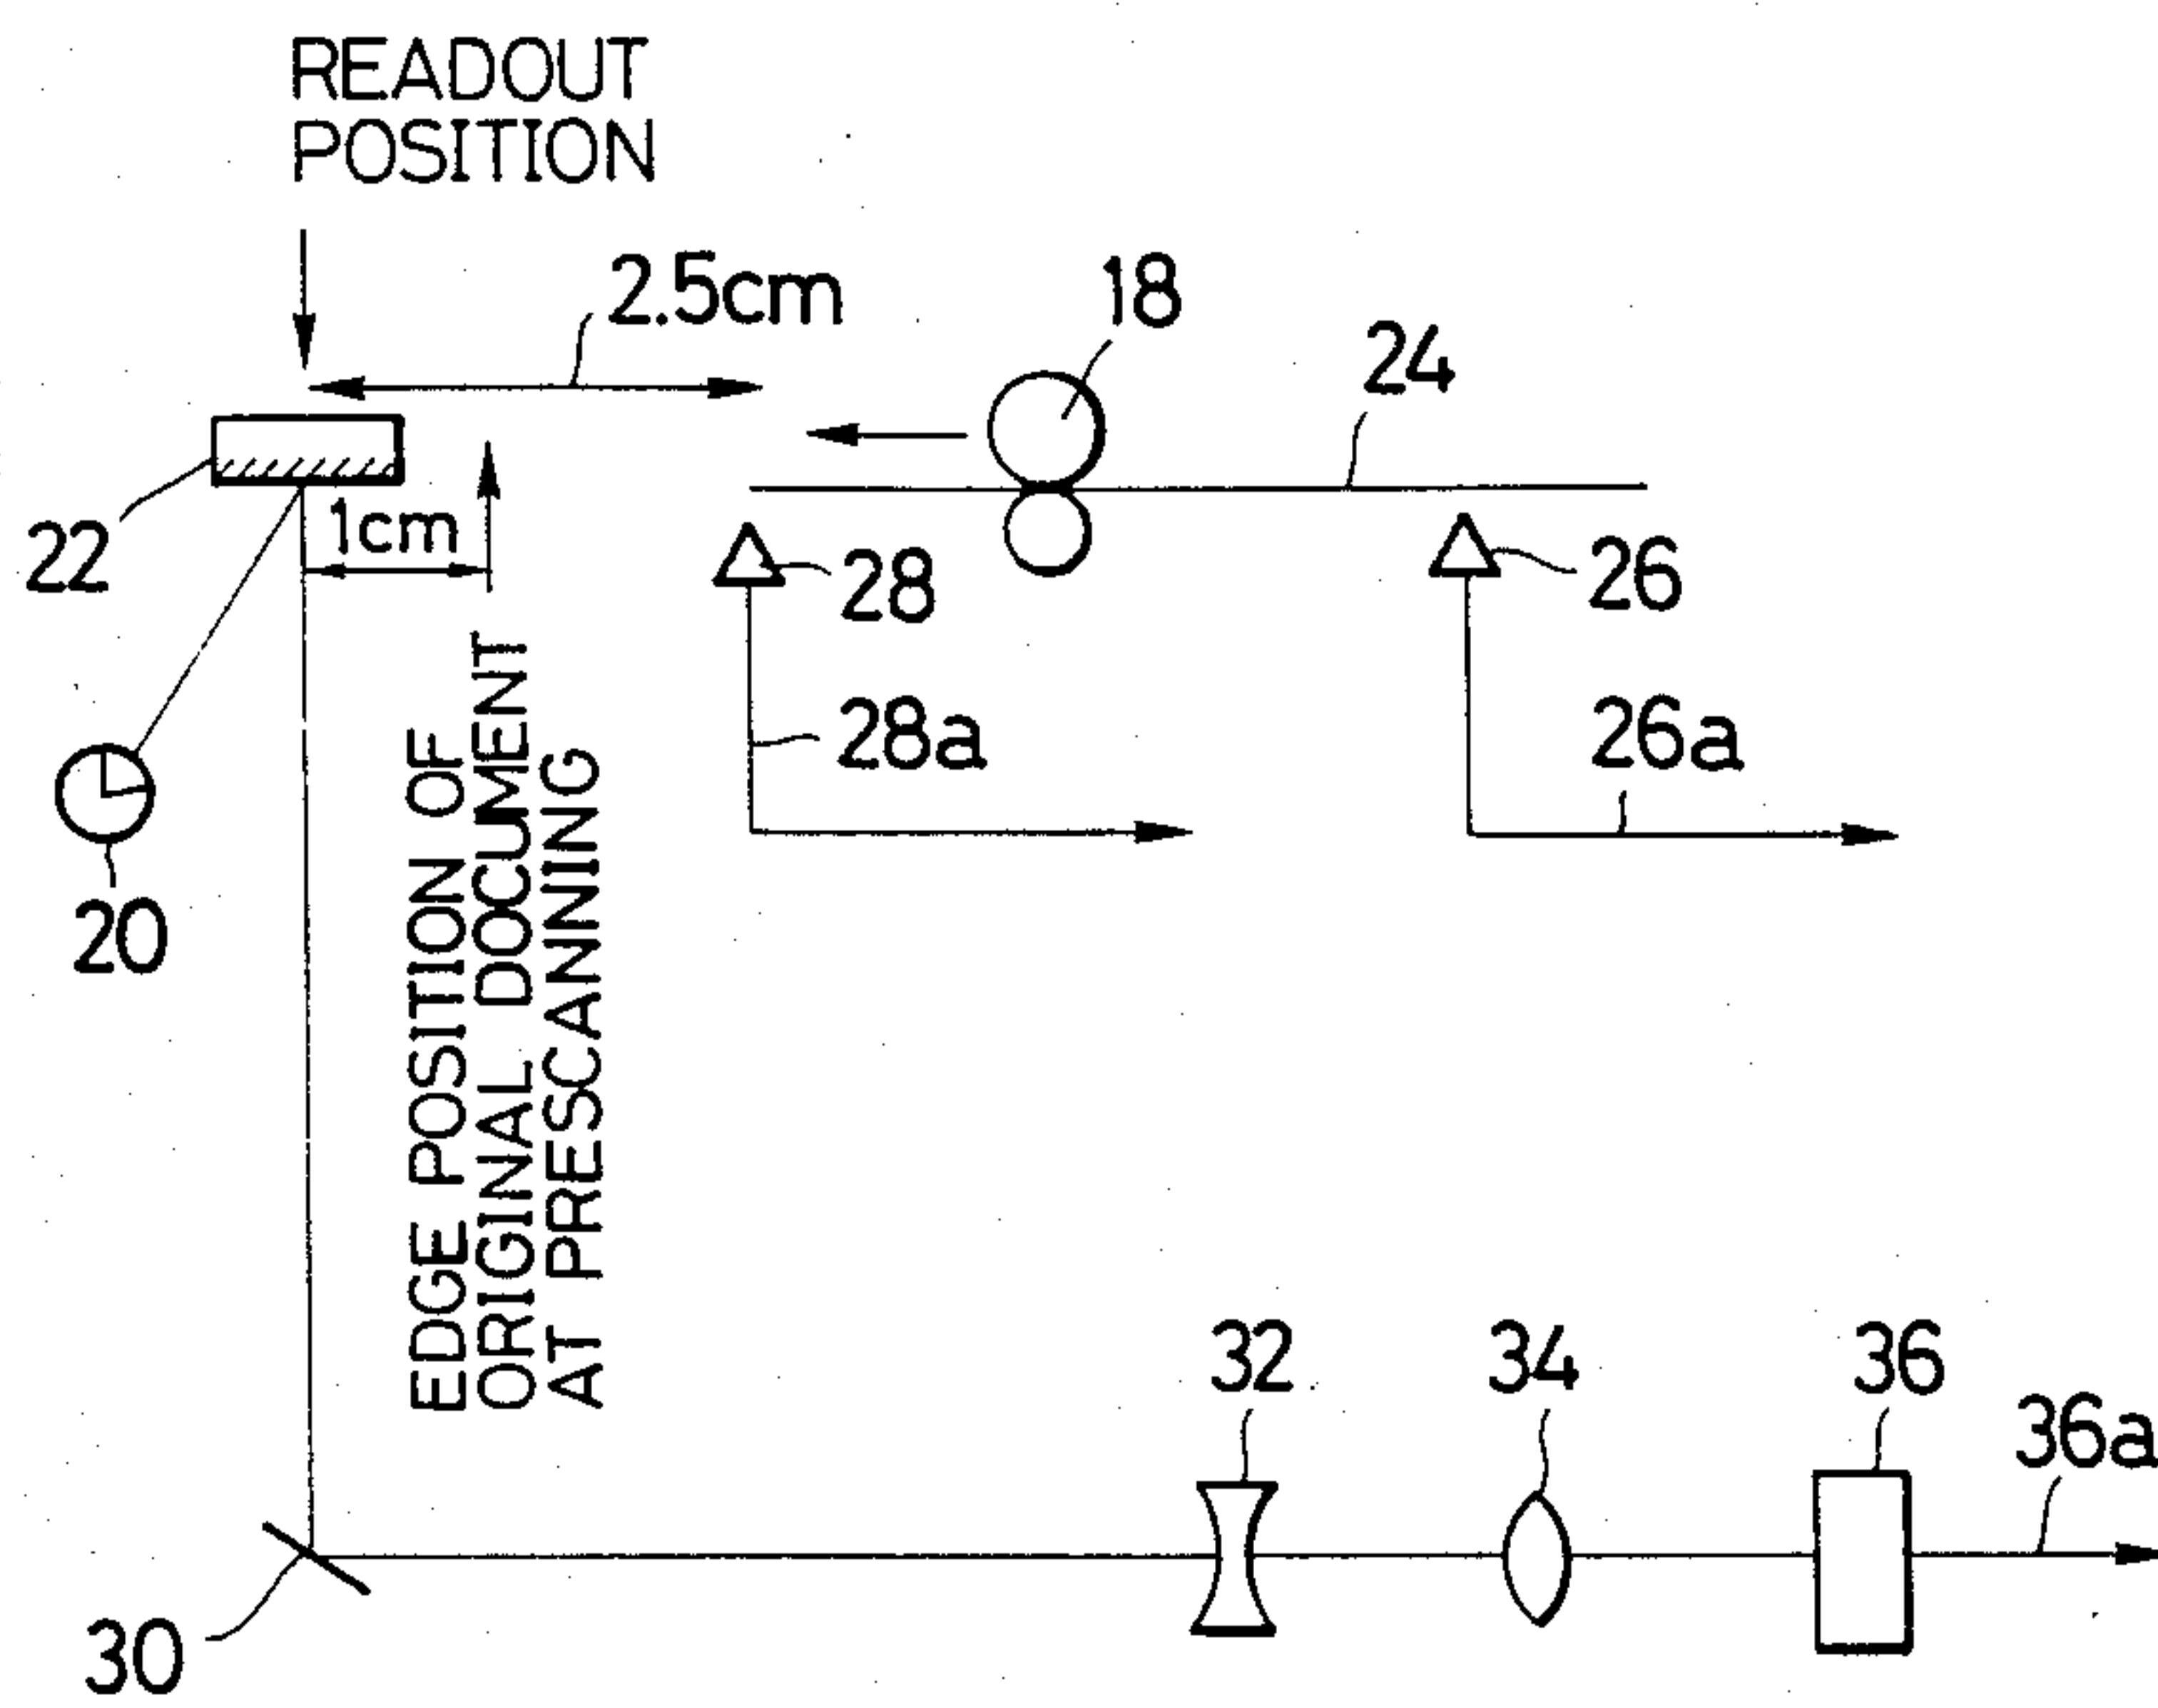 READOUT
POSITION
2.5cm
18
24
22
1cm
28
26
28a
26a
20
EDGE POSITION OF
ORIGINAL DOCUMENT
AT PRESCANNING
32
34
36
36a
30